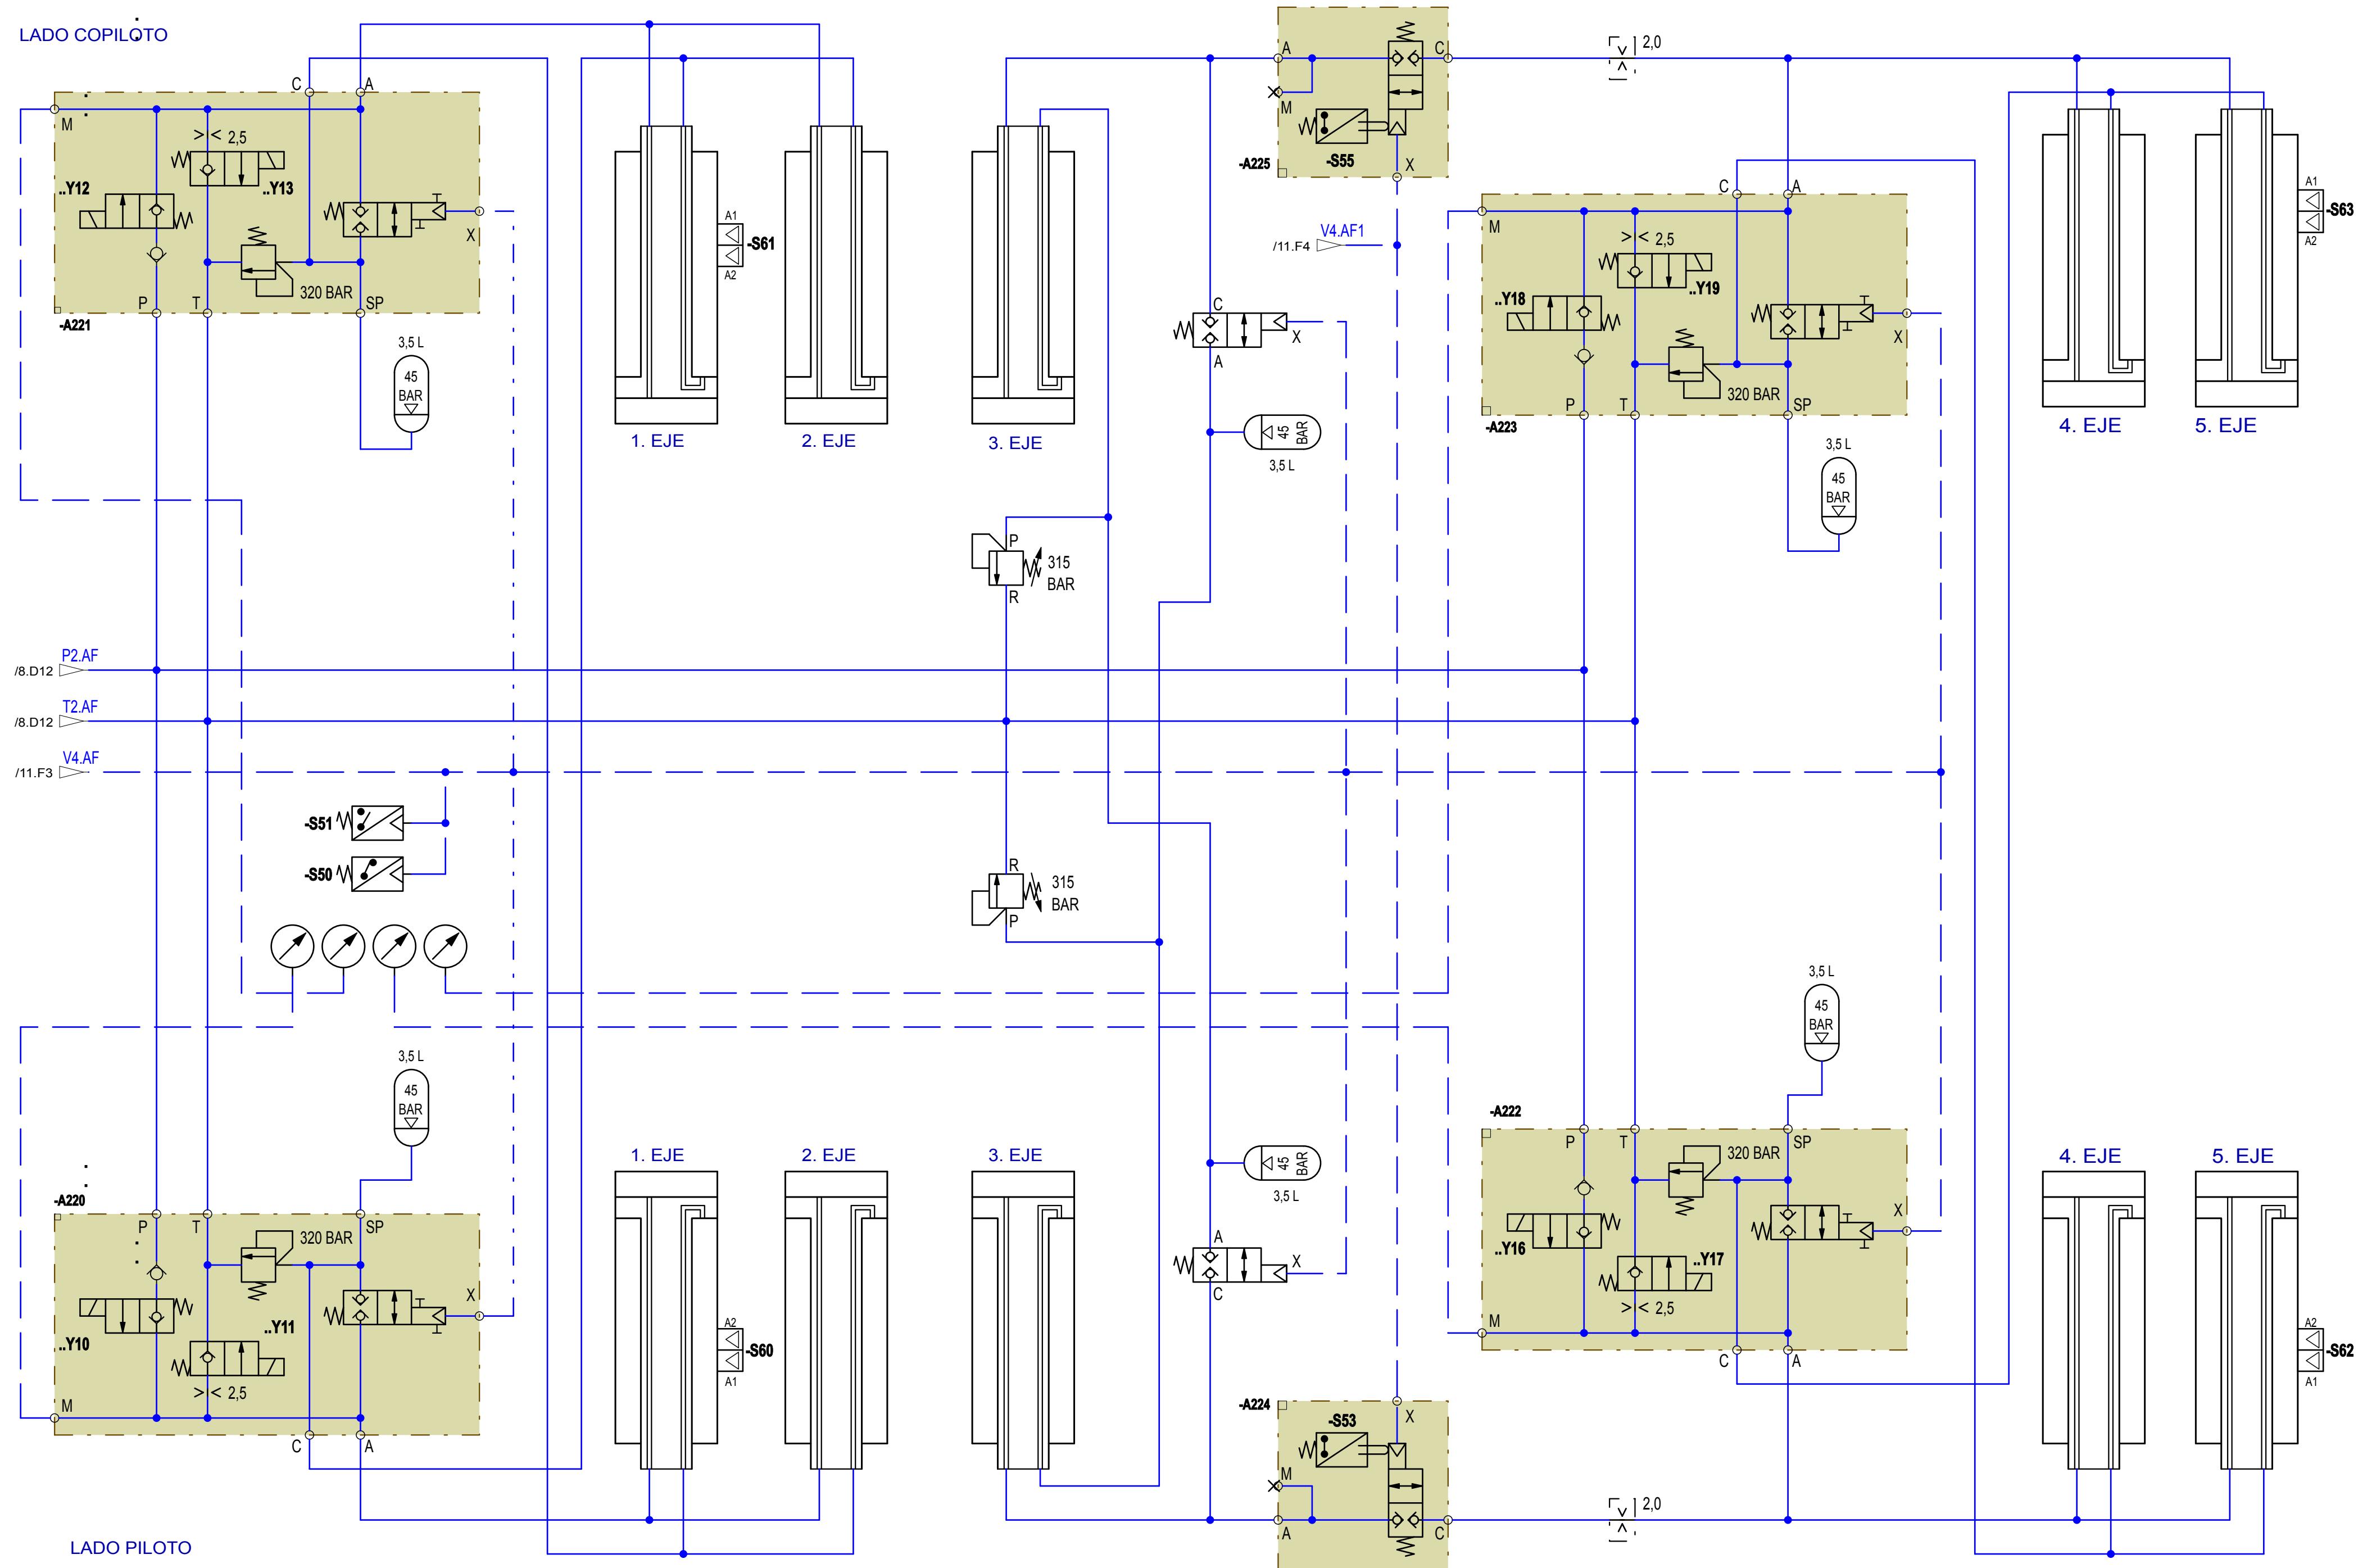 LADO COPILOTO
C
A
M
2,5
..Y12
..Y13
X
320 BAR
P
T
SP
-A221
3,5 L
45
BAR
A1
-S61
A2
1. EJE
2. EJE
3. EJE
A
C
M
-S55
-A225
X
2,0
/11.F4
V4.AF1
C
X
A
45
BAR
3,5 L
C
A
M
2,5
..Y18
..Y19
X
320 BAR
P
T
SP
-A223
3,5 L
45
BAR
A1
-S63
A2
4. EJE
5. EJE
P
315
BAR
R
/8.D12
P2.AF
/8.D12
T2.AF
/11.F3
V4.AF
-S51
-S50
R
315
BAR
P
3,5 L
45
BAR
-A220
P
T
SP
320 BAR
X
..Y11
..Y10
2,5
M
C
A
1. EJE
2. EJE
3. EJE
A2
-S60
A1
45
BAR
3,5 L
A
X
C
-A224
X
-S53
M
A
C
2,0
3,5 L
45
BAR
-A222
P
T
SP
320 BAR
X
..Y16
..Y17
2,5
M
C
A
4. EJE
5. EJE
A2
-S62
A1
LADO PILOTO